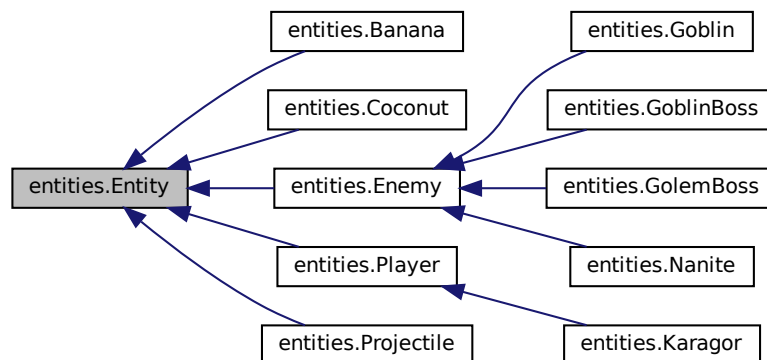 entities.Banana
entities.Goblin
entities.Coconut
entities.GoblinBoss
entities.Entity
entities.Enemy
entities.GolemBoss
entities.Player
entities.Nanite
entities.Projectile
entities.Karagor